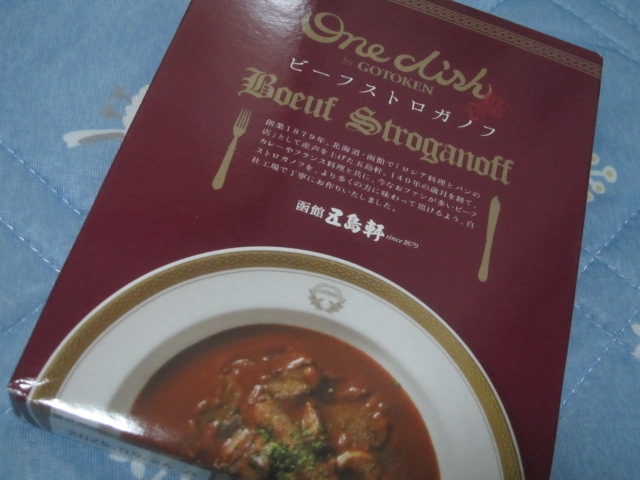 One dish
by GOTOKEN
ビーフストロガノフ
Boeuf Stroganoff
創業1879年。北海道・函館で「ロシア料理とパンの
店」として産声を上げた五島軒。140年の歳月を経て、
カレーやフランス料理と共に、今なおファンが多いビーフ
ストロガノフを、より多くの方に味わって頂けるよう、自
社工場で丁寧にお作りいたしました。
函館 五島軒 since 1879